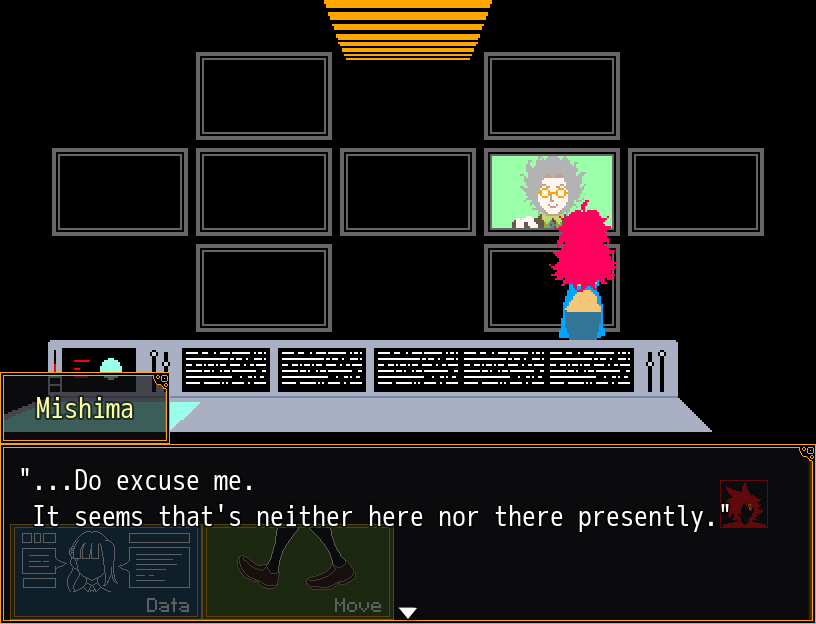 Mishima
"...Do excuse me.
It seems that's neither here nor there presently."
Data
Move